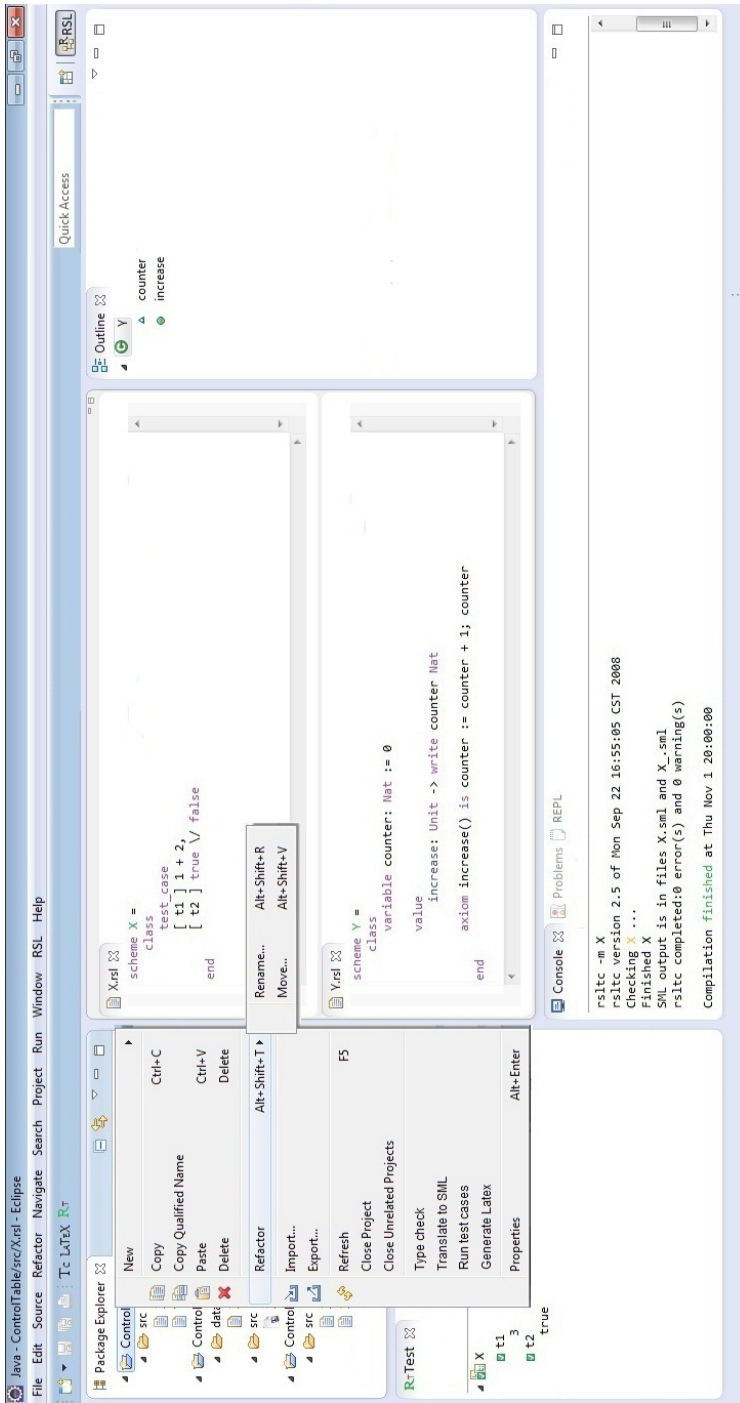 Java - ControlTable/src/X.rsl - Eclipse
File Edit Source Refactor Navigate Search Project Run Window RSL Help
Tc LATEX RT
Quick Access
RSL
Package Explorer
Control
src
Control
data
src
Control
src
New
Copy Ctrl+C
Copy Qualified Name
Paste Ctrl+V
Delete Delete
Refactor Alt+Shift+T
Import...
Export...
Refresh F5
Close Project
Close Unrelated Projects
Type check
Translate to SML
Run test cases
Generate Latex
Properties Alt+Enter
Rename... Alt+Shift+R
Move... Alt+Shift+V
X.rsl
scheme X =
class
test_case
[ t1 ] 1 + 2,
[ t2 ] true \/ false
end
Y.rsl
scheme Y =
class
variable counter: Nat := 0
value
increase: Unit -> write counter Nat
axiom increase() is counter := counter + 1; counter
end
Outline
Y
counter
increase
RTTest
X
t1
3
t2
true
Console Problems REPL
rsltc -m X
rsltc version 2.5 of Mon Sep 22 16:55:05 CST 2008
Checking X ...
Finished X
SML output is in files X.sml and X_.sml
rsltc completed:0 error(s) and 0 warning(s)
Compilation finished at Thu Nov 1 20:00:00